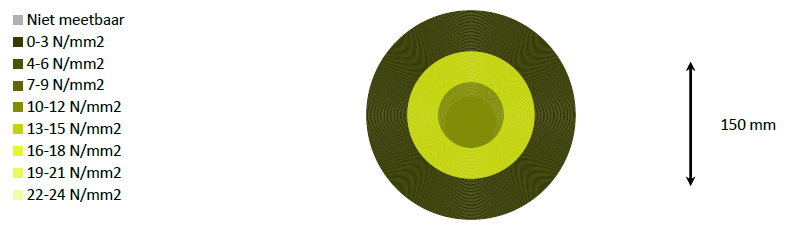 Niet meetbaar
0-3 N/mm2
4-6 N/mm2
7-9 N/mm2
10-12 N/mm2
13-15 N/mm2
16-18 N/mm2
19-21 N/mm2
22-24 N/mm2
150 mm